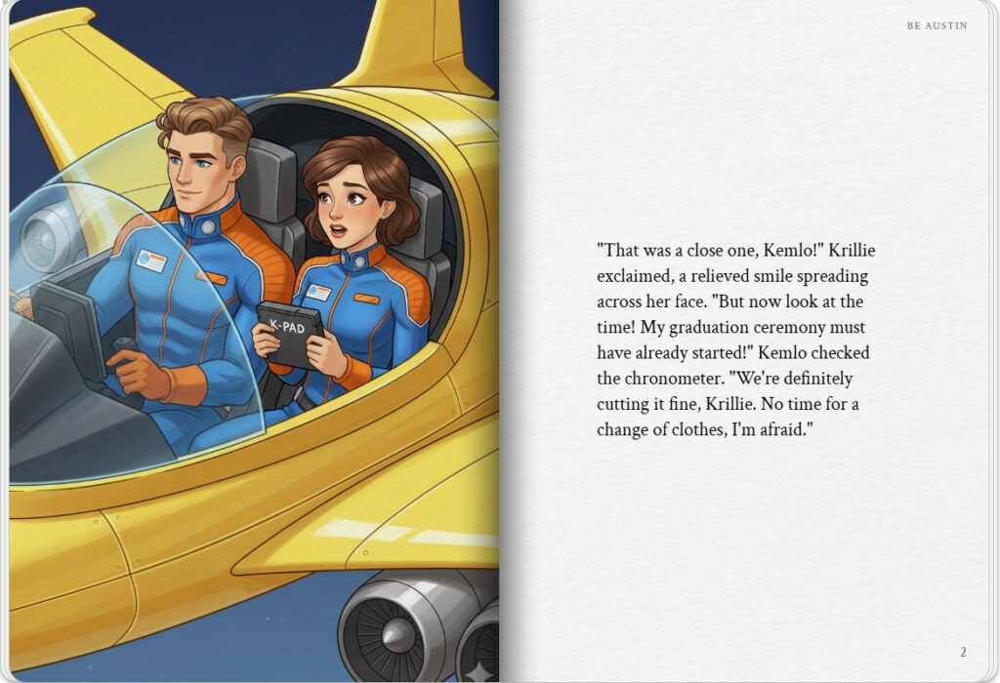 K-PAD
BE AUSTIN
"That was a close one, Kemlo!" Krillie
exclaimed, a relieved smile spreading
across her face. "But now look at the
time! My graduation ceremony must
have already started!" Kemlo checked
the chronometer. "We're definitely
cutting it fine, Krillie. No time for a
change of clothes, I'm afraid."
2